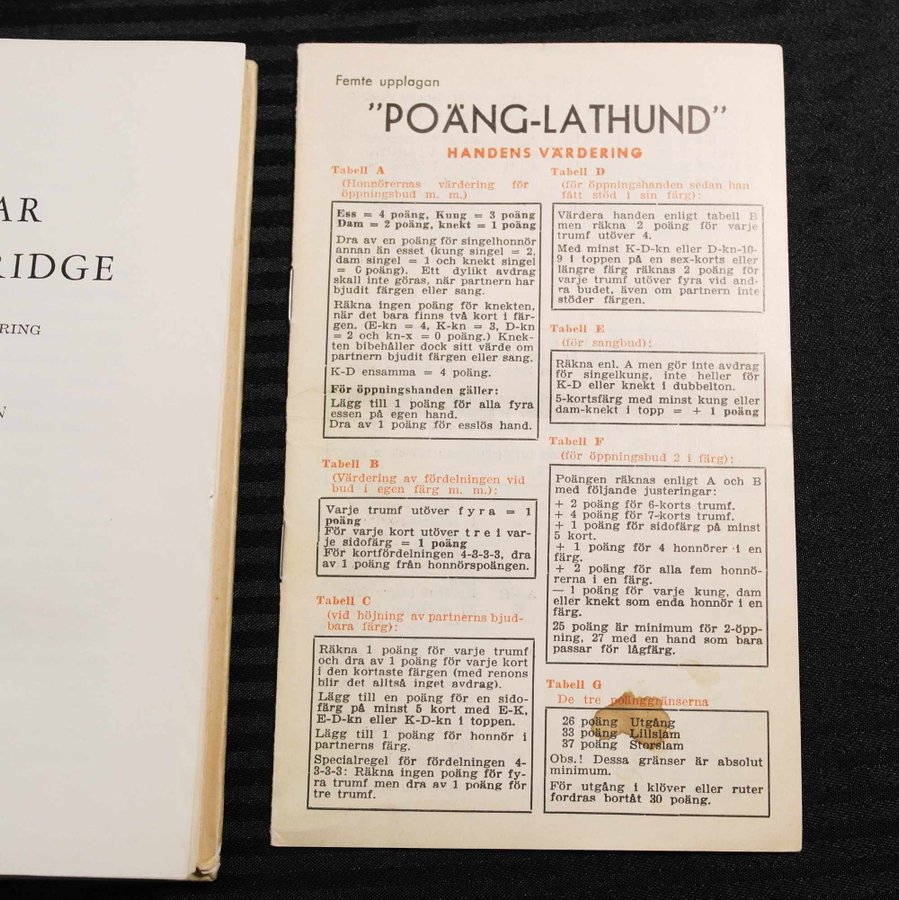 AR
RIDGE
RING
N
Femte upplagan
"POÄNG-LATHUND"
HANDENS VÄRDERING
Tabell A
(Honnörernas värdering för
öppningsbud m. m.)
Ess = 4 poäng, Kung = 3 poäng
Dam = 2 poäng, knekt = 1 poäng
Dra av en poäng för singelhonnör
annan än esset (kung singel = 2,
dam singel = 1 och knekt singel
= 0 poäng). Ett dylikt avdrag
skall inte göras, när partnern har
bjudit färgen eller sang.
Räkna ingen poäng för knekten,
när det bara finns två kort i fär-
gen. (E-kn = 4, K-kn = 3, D-kn
= 2 och kn-x = 0 poäng.) Knek-
ten bibehåller dock sitt värde om
partnern bjudit färgen eller sang.
K-D ensamma = 4 poäng.
För öppningshanden gäller:
Lägg till 1 poäng för alla fyra
essen på egen hand.
Dra av 1 poäng för esslös hand.
Tabell B
(Värdering av fördelningen vid
bud i egen färg m. m.):
Varje trumf utöver fyra = 1
poäng
För varje kort utöver tre i var-
je sidofärg = 1 poäng
För kortfördelningen 4-3-3-3, dra
av 1 poäng från honnörspoängen.
Tabell C
(vid höjning av partnerns bjud-
bara färg):
Räkna 1 poäng för varje trumf
och dra av 1 poäng för varje kort
i den kortaste färgen (med renons
blir det alltså inget avdrag).
Lägg till en poäng för en sido-
färg på minst 5 kort med E-K,
E-D-kn eller K-D-kn i toppen.
Lägg till 1 poäng för honnör i
partnerns färg.
Specialregel för fördelningen 4-
3-3-3: Räkna ingen poäng för fy-
ra trumf men dra av 1 poäng för
tre trumf.
Tabell D
(för öppningshanden sedan han
fått stöd i sin färg):
Värdera handen enligt tabell B
men räkna 2 poäng för varje
trumf utöver 4.
Med minst K-D-kn eller D-kn-10-
9 i toppen på en sex-korts eller
längre färg räknas 2 poäng för
varje trumf utöver fyra vid and-
ra budet, även om partnern inte
stöder färgen.
Tabell E
(för sangbud):
Räkna enl. A men gör inte avdrag
för singelkung, inte heller för
K-D eller knekt i dubbelton.
5-kortsfärg med minst kung eller
dam-knekt i topp = + 1 poäng
Tabell F
(för öppningsbud 2 i färg):
Poängen räknas enligt A och B
med följande justeringar:
+ 2 poäng för 6-korts trumf.
+ 4 poäng för 7-korts trumf.
+ 1 poäng för sidofärg på minst
5 kort.
+ 1 poäng för 4 honnörer i en
färg.
+ 2 poäng för alla fem honnö-
rerna i en färg.
— 1 poäng för varje kung, dam
eller knekt som enda honnör i en
färg.
25 poäng är minimum för 2-öpp-
ning, 27 med en hand som bara
passar för lågfärg.
Tabell G
De tre poänggränserna
26 poäng Utgång
33 poäng Lillslam
37 poäng Storslam
Obs.! Dessa gränser är absolut
minimum.
För utgång i klöver eller ruter
fordras bortåt 30 poäng.